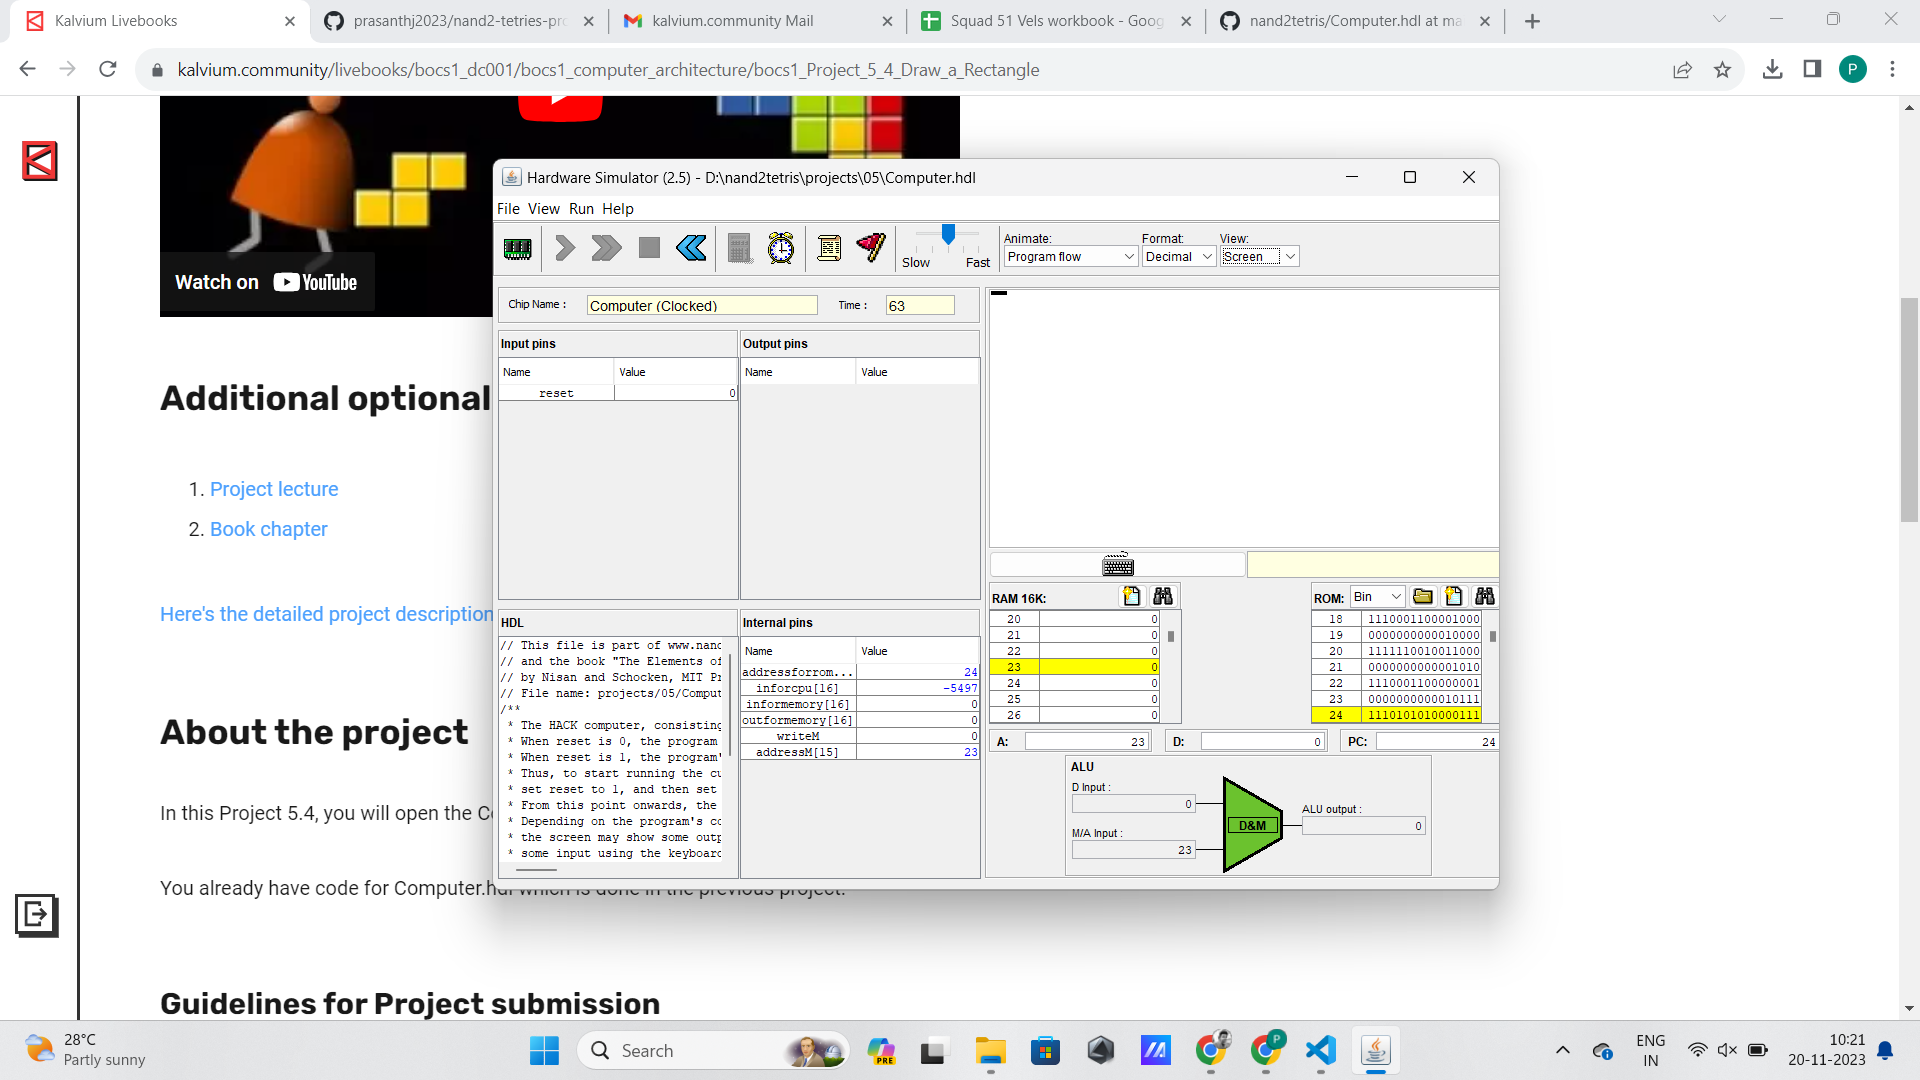 Kalvium Livebooks
prasanthj2023/nand2-tetries-pro
kalvium.community Mail
Squad 51 Vels workbook - Goog
nand2tetris/Computer.hdl at ma
kalvium.community/livebooks/bocs1_dc001/bocs1_computer_architecture/bocs1_Project_5_4_Draw_a_Rectangle
P
Watch on YouTube
Additional optional
1. Project lecture
2. Book chapter
Here's the detailed project description
About the project
In this Project 5.4, you will open the Co
You already have code for Computer.hdl which is done in the previous project.
Guidelines for Project submission
Hardware Simulator (2.5) - D:\nand2tetris\projects\05\Computer.hdl
File View Run Help
Slow Fast
Animate: Format: View:
Program flow Decimal Screen
Chip Name : Computer (Clocked) Time : 63
Input pins
Name Value
reset 0
Output pins
Name Value
HDL
// This file is part of www.nand
// and the book "The Elements of
// by Nisan and Schocken, MIT Pr
// File name: projects/05/Comput
/**
* The HACK computer, consisting
* When reset is 0, the program
* When reset is 1, the program'
* Thus, to start running the cu
* set reset to 1, and then set
* From this point onwards, the
* Depending on the program's co
* the screen may show some outp
* some input using the keyboard
Internal pins
Name Value
addressforrom... 24
inforcpu[16] -5497
informemory[16] 0
outformemory[16] 0
writeM 0
addressM[15] 23
RAM 16K:
20 0
21 0
22 0
23 0
24 0
25 0
26 0
ROM: Bin
18 1110001100001000
19 0000000000010000
20 1111110010011000
21 0000000000001010
22 1110001100000001
23 0000000000010111
24 1110101010000111
A: 23 D: 0 PC: 24
ALU
D Input :
0
M/A Input :
23
D&M
ALU output :
0
28°C
Partly sunny
Search
PRE
P
ENG
IN
10:21
20-11-2023